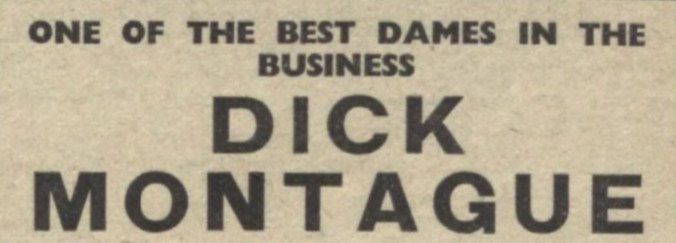 ONE OF THE BEST DAMES IN THE
BUSINESS
DICK
MONTAGUE